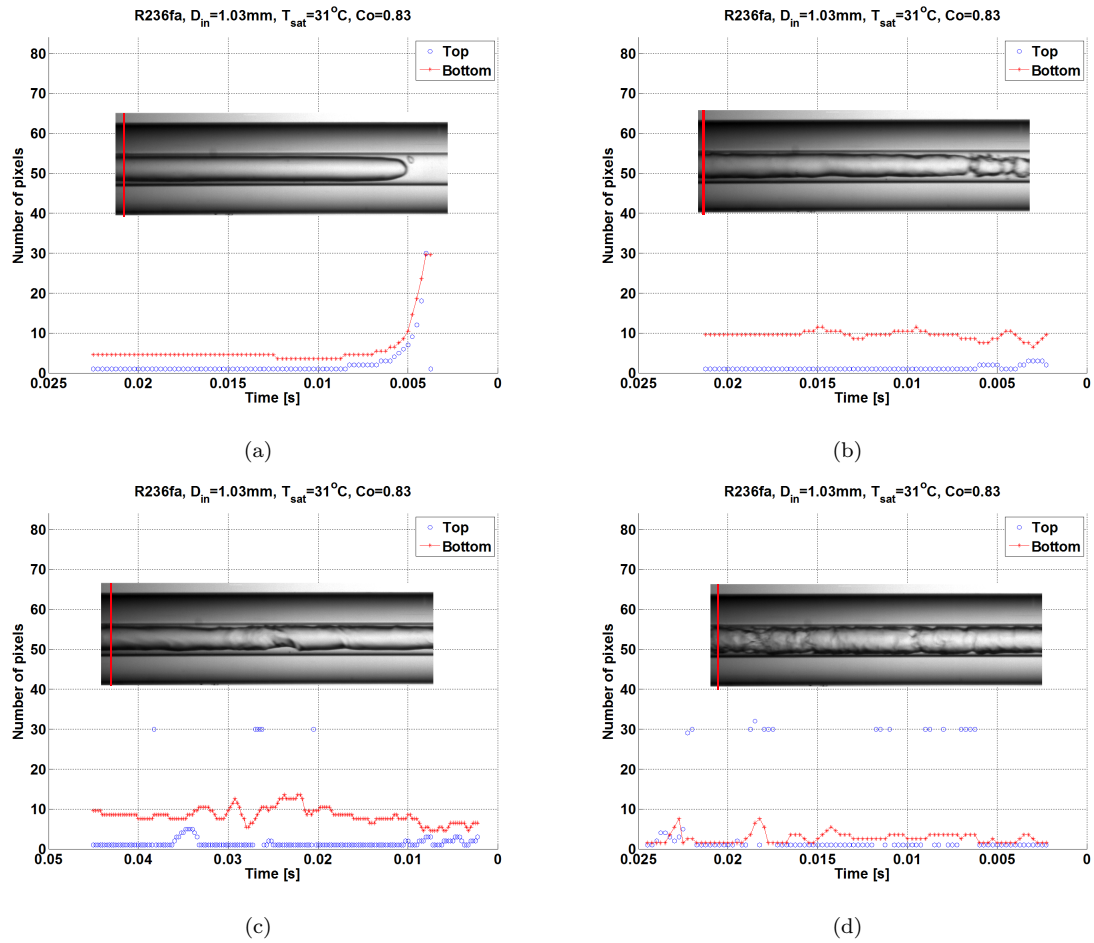 R236fa, D_in=1.03mm, T_sat=31°C, Co=0.83
80
70
60
50
40
30
20
10
0
Number of pixels
Top
Bottom
0.025 0.02 0.015 0.01 0.005 0
Time [s]
(a)
R236fa, D_in=1.03mm, T_sat=31°C, Co=0.83
80
70
60
50
40
30
20
10
0
Number of pixels
Top
Bottom
0.025 0.02 0.015 0.01 0.005 0
Time [s]
(b)
R236fa, D_in=1.03mm, T_sat=31°C, Co=0.83
80
70
60
50
40
30
20
10
0
Number of pixels
Top
Bottom
0.05 0.04 0.03 0.02 0.01 0
Time [s]
(c)
R236fa, D_in=1.03mm, T_sat=31°C, Co=0.83
80
70
60
50
40
30
20
10
0
Number of pixels
Top
Bottom
0.025 0.02 0.015 0.01 0.005 0
Time [s]
(d)